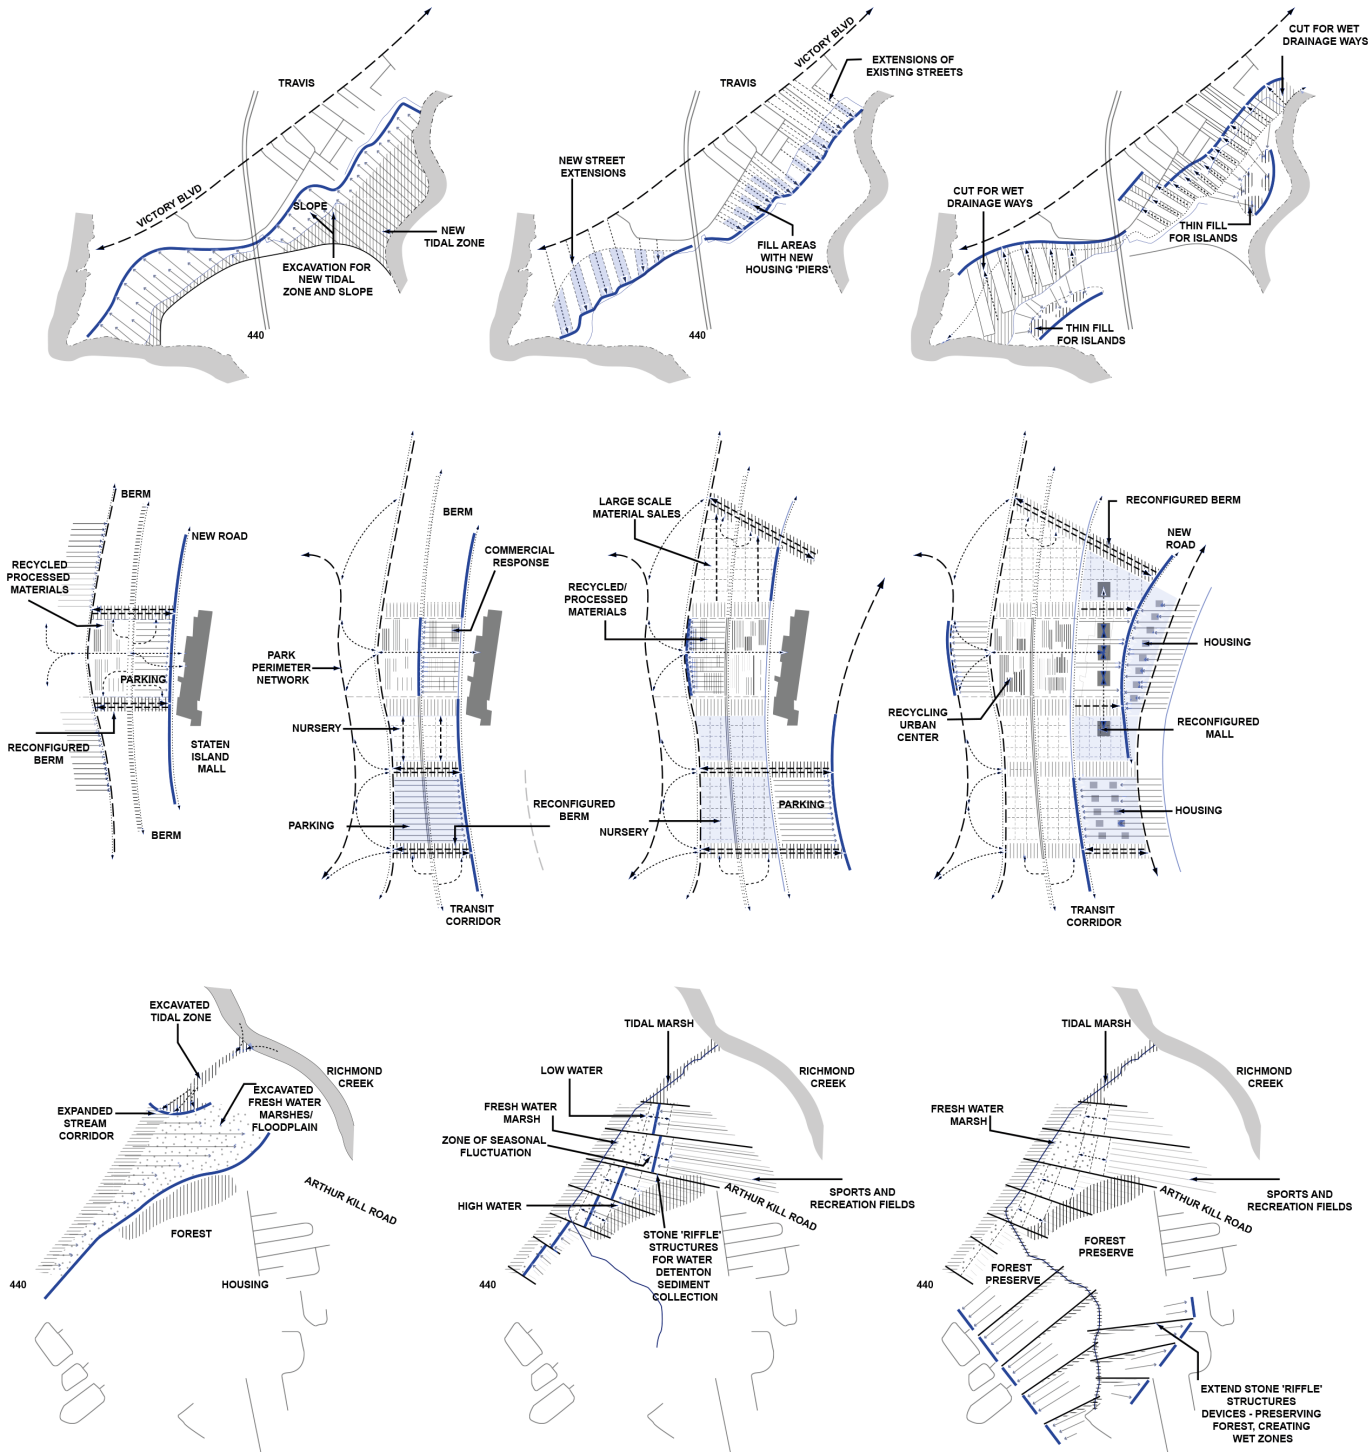 TRAVIS
VICTORY BLVD
SLOPE
NEW
TIDAL ZONE
EXCAVATION FOR
NEW TIDAL
ZONE AND SLOPE
440
VICTORY BLVD
TRAVIS
EXTENSIONS OF
EXISTING STREETS
NEW STREET
EXTENSIONS
FILL AREAS
WITH NEW
HOUSING 'PIERS'
440
CUT FOR WET
DRAINAGE WAYS
CUT FOR WET
DRAINAGE WAYS
THIN FILL
FOR ISLANDS
THIN FILL
FOR ISLANDS
BERM
NEW ROAD
RECYCLED
PROCESSED
MATERIALS
PARKING
RECONFIGURED
BERM
STATEN
ISLAND
MALL
BERM
BERM
COMMERCIAL
RESPONSE
PARK
PERIMETER
NETWORK
NURSERY
PARKING
RECONFIGURED
BERM
TRANSIT
CORRIDOR
LARGE SCALE
MATERIAL SALES
RECYCLED/
PROCESSED
MATERIALS
PARKING
NURSERY
RECONFIGURED BERM
NEW
ROAD
HOUSING
RECYCLING
URBAN
CENTER
RECONFIGURED
MALL
HOUSING
TRANSIT
CORRIDOR
EXCAVATED
TIDAL ZONE
RICHMOND
CREEK
EXCAVATED
FRESH WATER
MARSHES/
FLOODPLAIN
EXPANDED
STREAM
CORRIDOR
ARTHUR KILL ROAD
FOREST
HOUSING
440
TIDAL MARSH
LOW WATER
RICHMOND
CREEK
FRESH WATER
MARSH
ZONE OF SEASONAL
FLUCTUATION
HIGH WATER
ARTHUR KILL ROAD
SPORTS AND
RECREATION FIELDS
STONE 'RIFFLE'
STRUCTURES
FOR WATER
DETENTON
SEDIMENT
COLLECTION
440
TIDAL MARSH
RICHMOND
CREEK
FRESH WATER
MARSH
ARTHUR KILL ROAD
SPORTS AND
RECREATION FIELDS
FOREST
PRESERVE
FOREST
PRESERVE
440
EXTEND STONE 'RIFFLE'
STRUCTURES
DEVICES - PRESERVING
FOREST, CREATING
WET ZONES